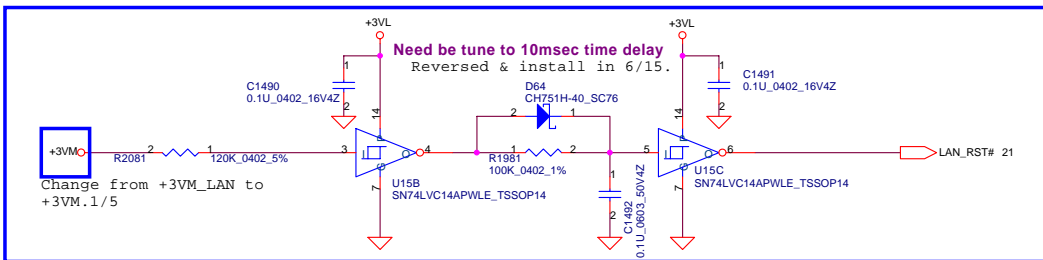 +3VL
+3VL
Need be tune to 10msec time delay
Reversed & install in 6/15.
C1490
0.1U_0402_16V4Z
1
2
D64
CH751H-40_SC76
2
1
C1491
0.1U_0402_16V4Z
1
2
14
14
+3VM
2
R2081
1
120K_0402_5%
3
I
O
4
1
R1981
2
100K_0402_1%
5
O
6
LAN_RST# 21
U15B
SN74LVC14APWLE_TSSOP14
7
U15C
SN74LVC14APWLE_TSSOP14
7
1
2
C1492
0.1U_0603_50V4Z
Change from +3VM_LAN to
+3VM.1/5